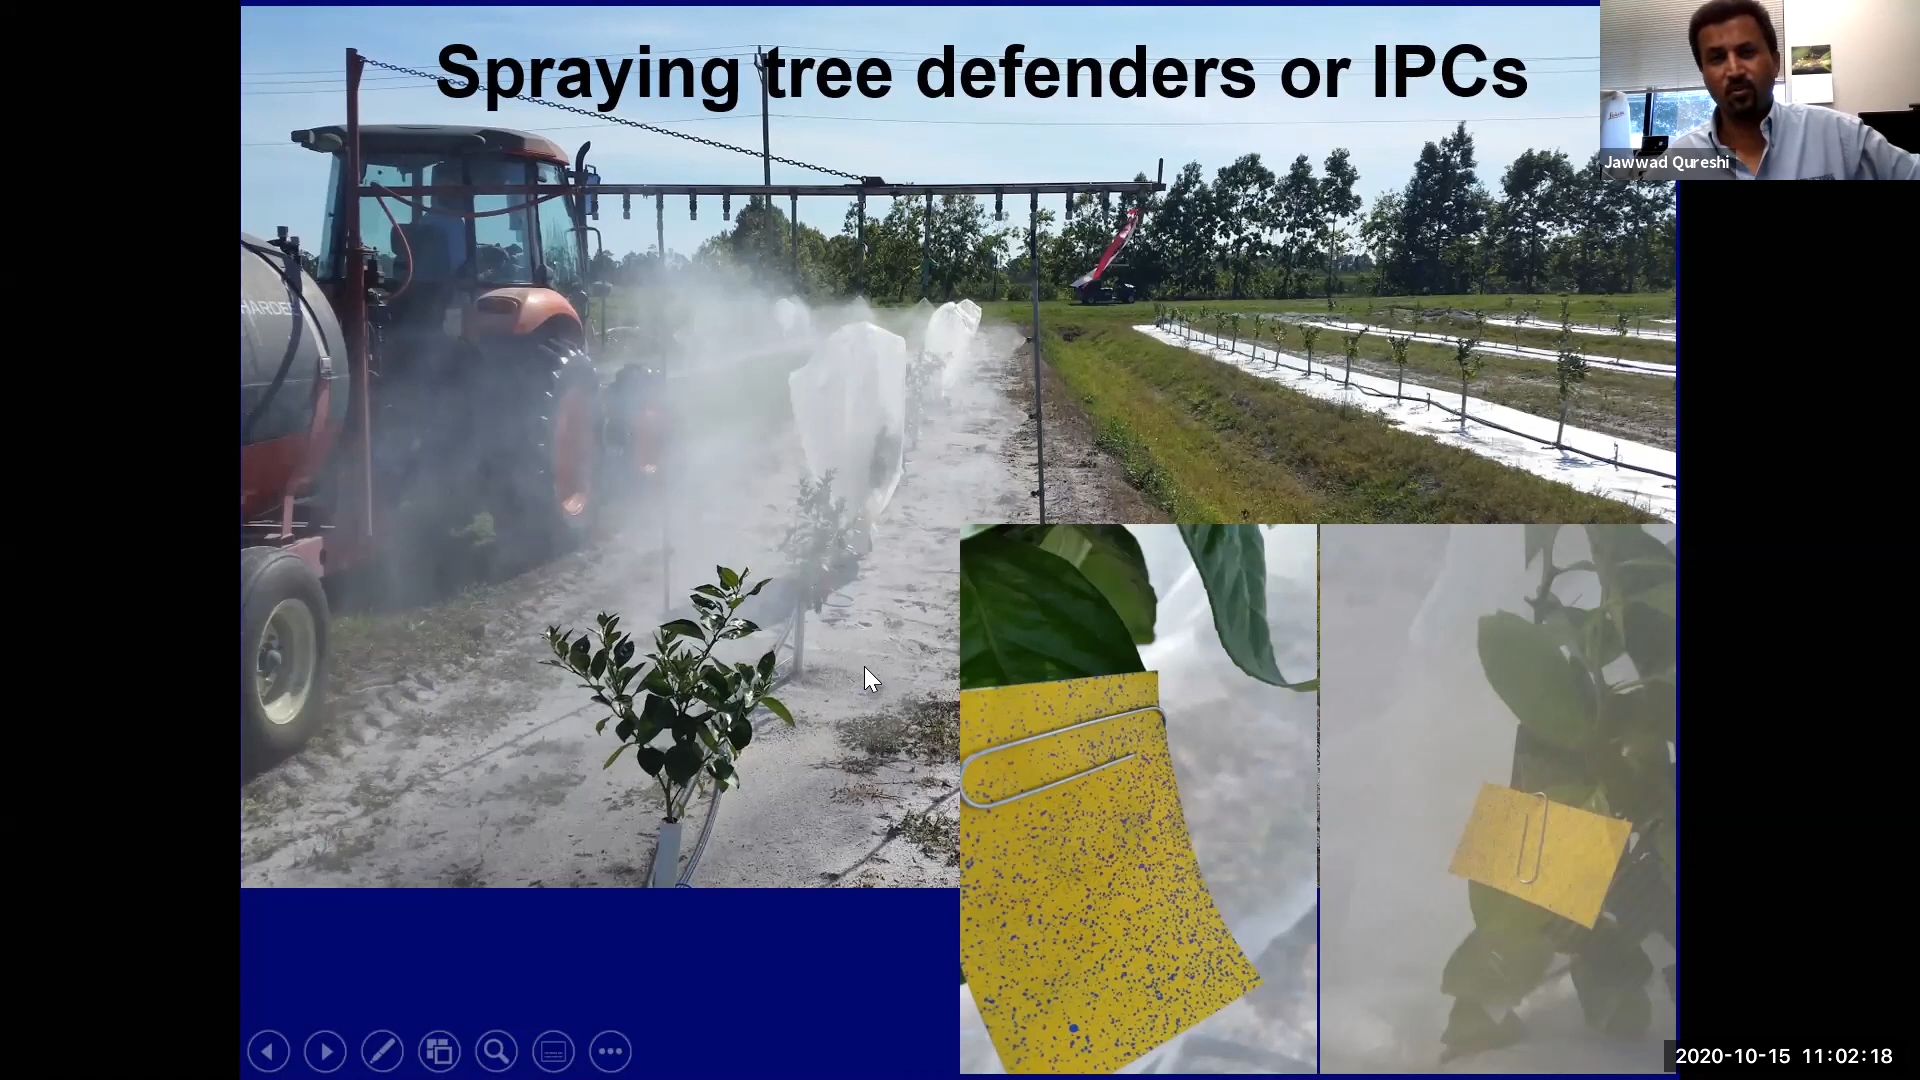 Spraying tree defenders or IPCs
Jawwad Qureshi
2020-10-15 11:02:18